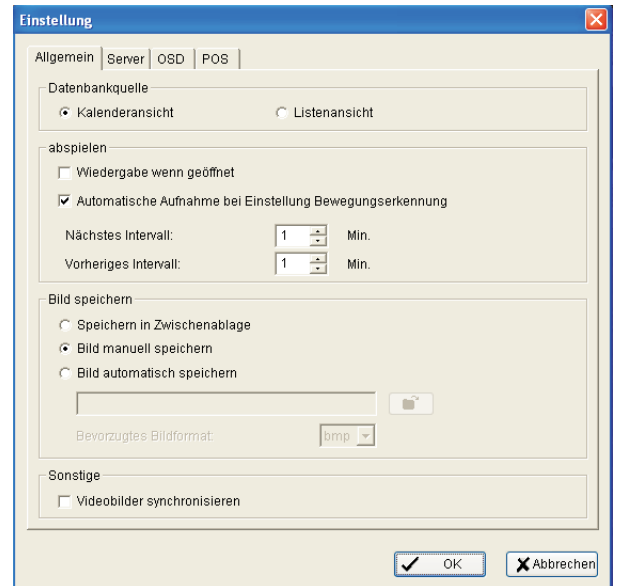 Einstellung
Allgemein Server OSD POS
Datenbankquelle
Kalenderansicht Listenansicht
abspielen
Wiedergabe wenn geöffnet
Automatische Aufnahme bei Einstellung Bewegungserkennung
Nächstes Intervall: 1 Min.
Vorheriges Intervall: 1 Min.
Bild speichern
Speichern in Zwischenablage
Bild manuell speichern
Bild automatisch speichern
Bevorzugtes Bildformat: bmp
Sonstige
Videobilder synchronisieren
OK Abbrechen